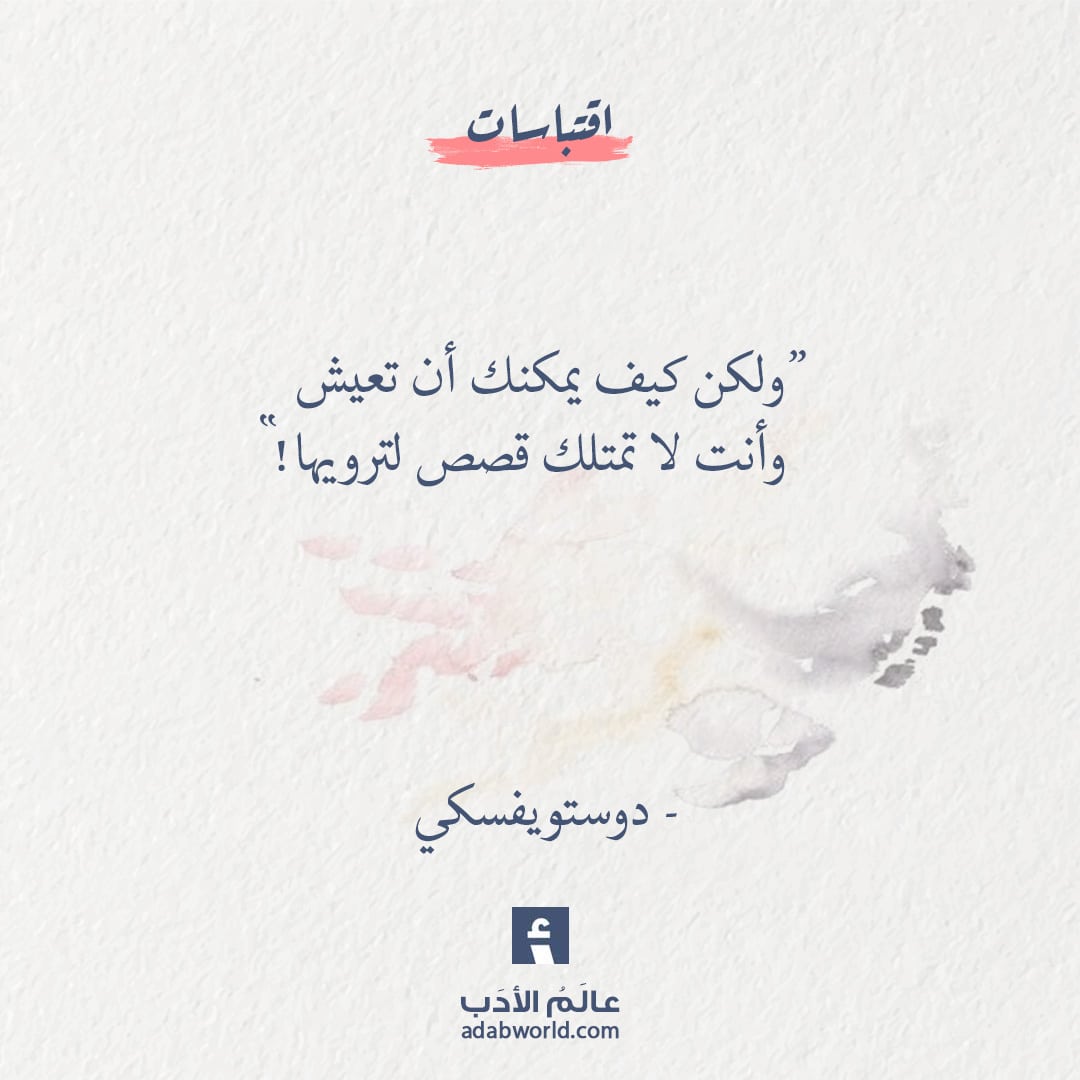 اقتباسات
”ولكن كيف يمكنك أن تعيش
وأنت لا تمتلك قصص لترويها!“
- دوستويفسكي
أ
عالَمُ الأدَب
adabworld.com